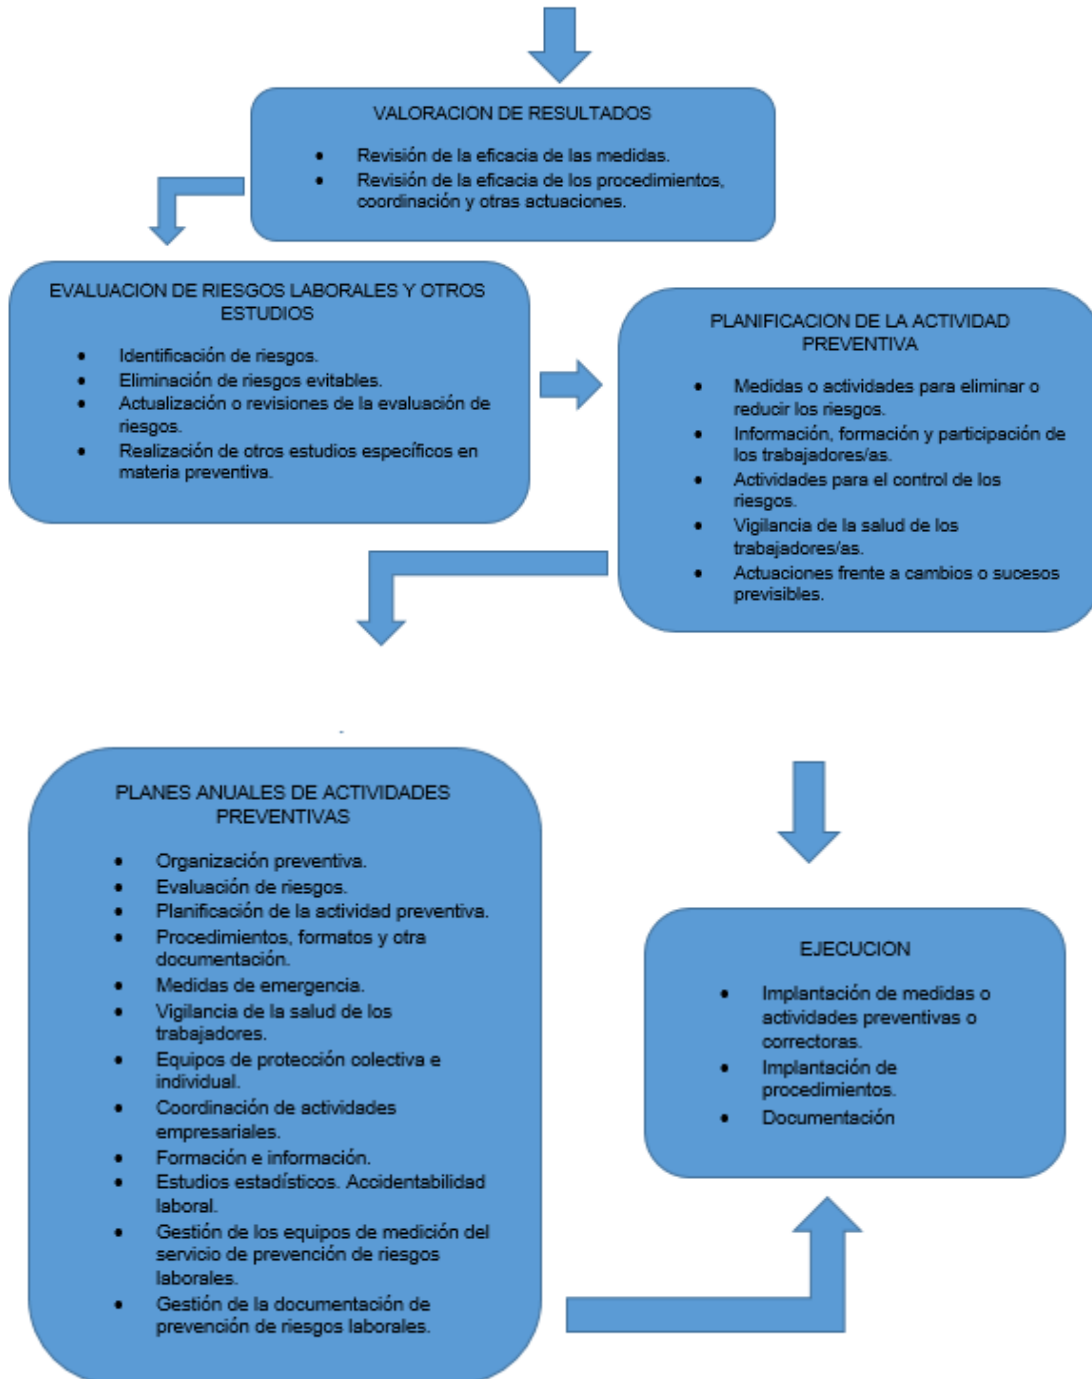 VALORACION DE RESULTADOS
• Revisión de la eficacia de las medidas.
• Revisión de la eficacia de los procedimientos,
coordinación y otras actuaciones.
EVALUACION DE RIESGOS LABORALES Y OTROS
ESTUDIOS
• Identificación de riesgos.
• Eliminación de riesgos evitables.
• Actualización o revisiones de la evaluación de
riesgos.
• Realización de otros estudios específicos en
materia preventiva.
PLANIFICACION DE LA ACTIVIDAD
PREVENTIVA
• Medidas o actividades para eliminar o
reducir los riesgos.
• Información, formación y participación de
los trabajadores/as.
• Actividades para el control de los
riesgos.
• Vigilancia de la salud de los
trabajadores/as.
• Actuaciones frente a cambios o sucesos
previsibles.
PLANES ANUALES DE ACTIVIDADES
PREVENTIVAS
• Organización preventiva.
• Evaluación de riesgos.
• Planificación de la actividad preventiva.
• Procedimientos, formatos y otra
documentación.
• Medidas de emergencia.
• Vigilancia de la salud de los
trabajadores.
• Equipos de protección colectiva e
individual.
• Coordinación de actividades
empresariales.
• Formación e información.
• Estudios estadísticos. Accidentabilidad
laboral.
• Gestión de los equipos de medición del
servicio de prevención de riesgos
laborales.
• Gestión de la documentación de
prevención de riesgos laborales.
EJECUCION
• Implantación de medidas o
actividades preventivas o
correctoras.
• Implantación de
procedimientos.
• Documentación